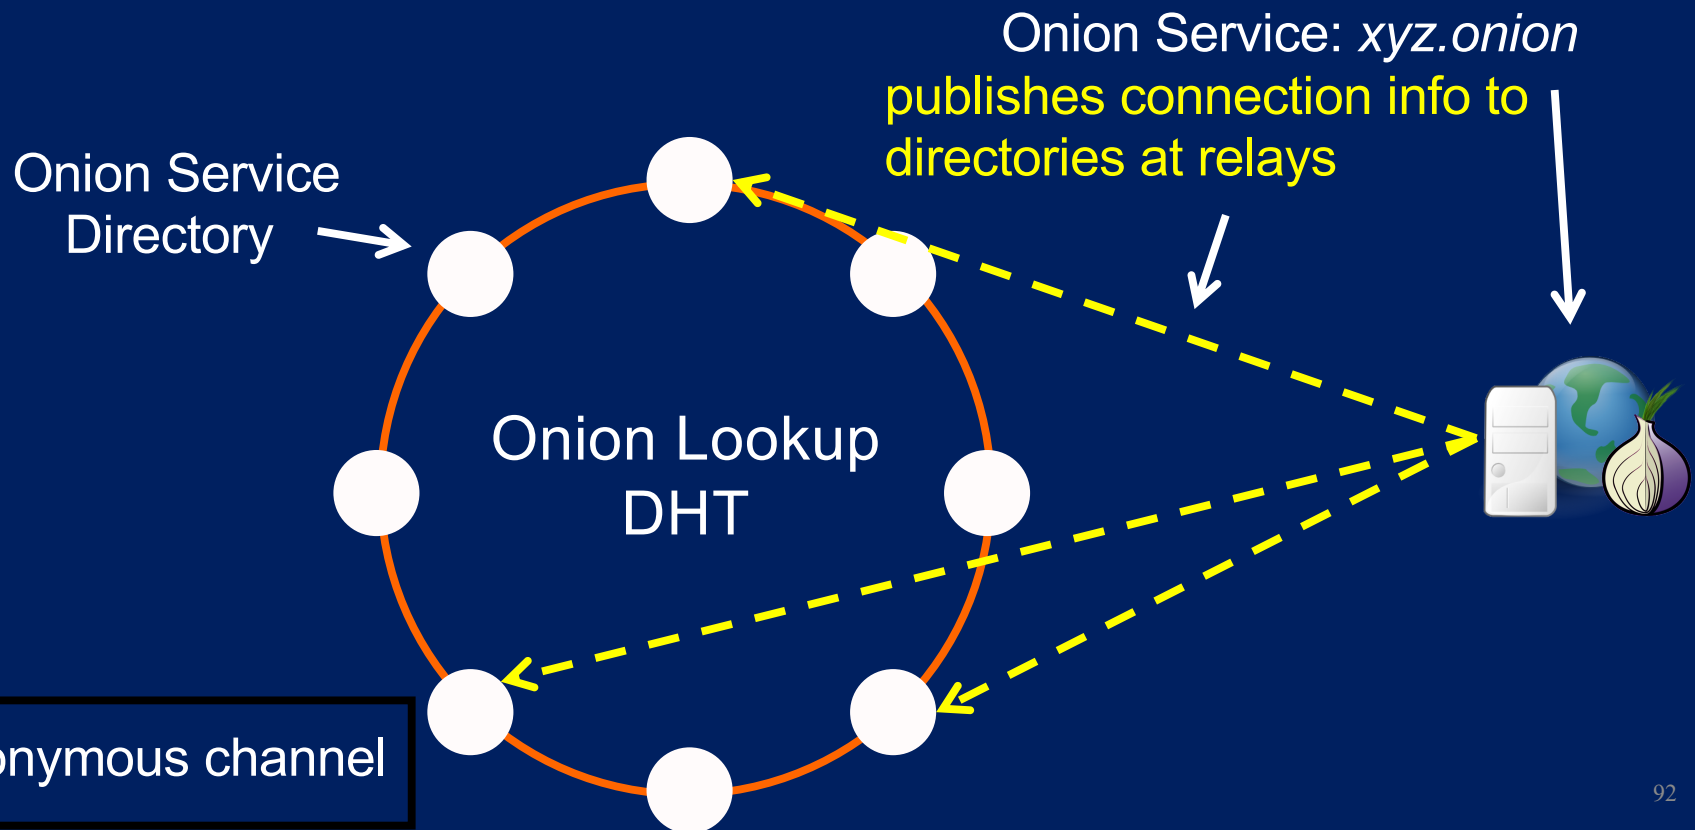 Onion Service: xyz.onion
publishes connection info to
directories at relays
Onion Service
Directory
Onion Lookup
DHT
onymous channel
92